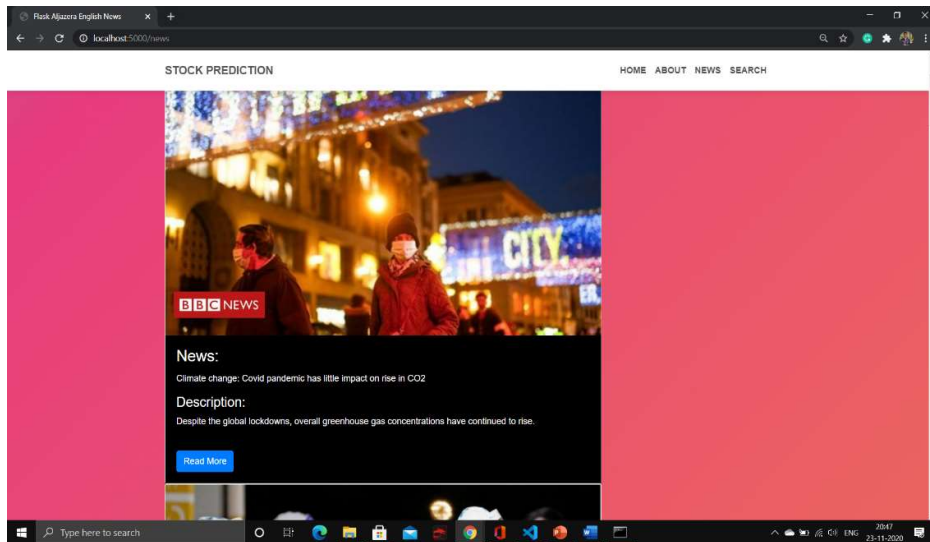 Flask Aljazera English News
localhost:5000/news
STOCK PREDICTION
HOME ABOUT NEWS SEARCH
CITY.
BBC NEWS
News:
Climate change: Covid pandemic has little impact on rise in CO2
Description:
Despite the global lockdowns, overall greenhouse gas concentrations have continued to rise.
Read More
Type here to search
ENG
20:47
23-11-2020